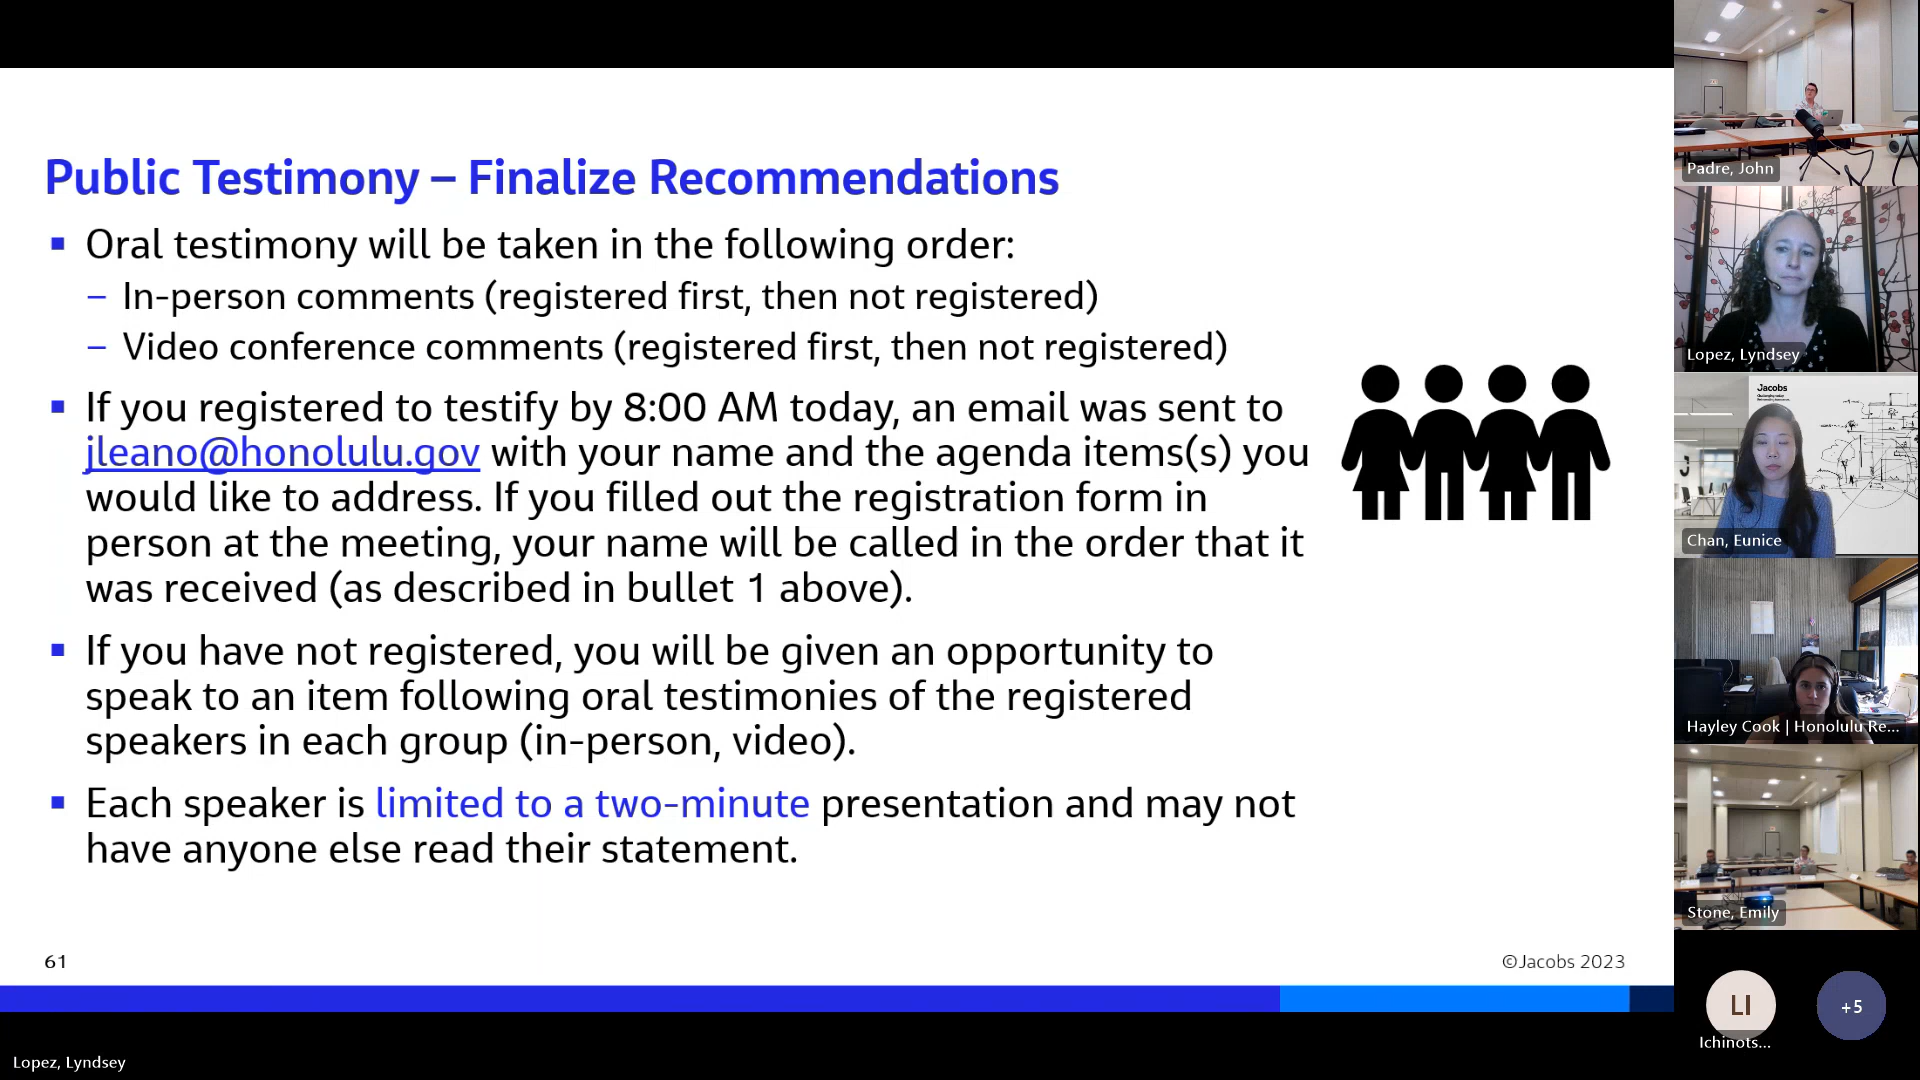 Public Testimony – Finalize Recommendations
▪ Oral testimony will be taken in the following order:
– In-person comments (registered first, then not registered)
– Video conference comments (registered first, then not registered)
▪ If you registered to testify by 8:00 AM today, an email was sent to
jleano@honolulu.gov with your name and the agenda items(s) you
would like to address. If you filled out the registration form in
person at the meeting, your name will be called in the order that it
was received (as described in bullet 1 above).
▪ If you have not registered, you will be given an opportunity to
speak to an item following oral testimonies of the registered
speakers in each group (in-person, video).
▪ Each speaker is limited to a two-minute presentation and may not
have anyone else read their statement.
61
©Jacobs 2023
Lopez, Lyndsey
Padre, John
Lopez, Lyndsey
Jacobs
Chan, Eunice
Hayley Cook | Honolulu Re...
Stone, Emily
LI
Ichinots...
+5